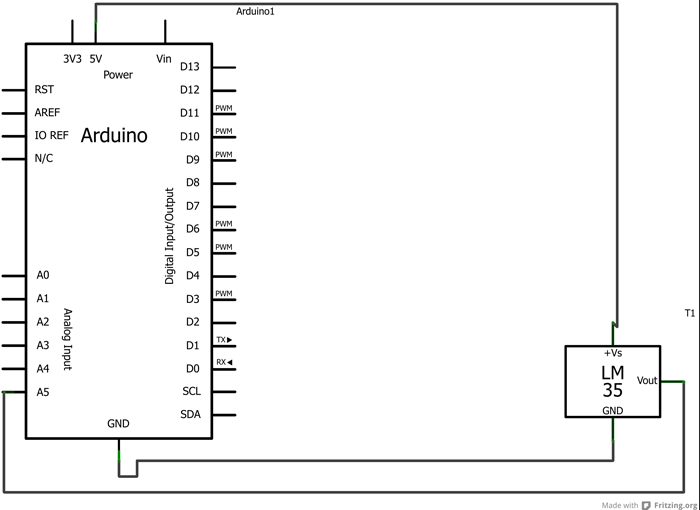 Arduino1
3V3 5V Vin
Power
D13
RST D12
AREF D11 PWM
IO REF Arduino D10 PWM
N/C D9 PWM
D8
D7
D6 PWM
D5 PWM
Digital Input/Output
A0 D4
A1 D3 PWM
A2 D2
A3 D1 TX
A4 D0 RX
A5 SCL
Analog Input
SDA
GND
T1
+Vs
LM
35
Vout
GND
Made with Fritzing.org